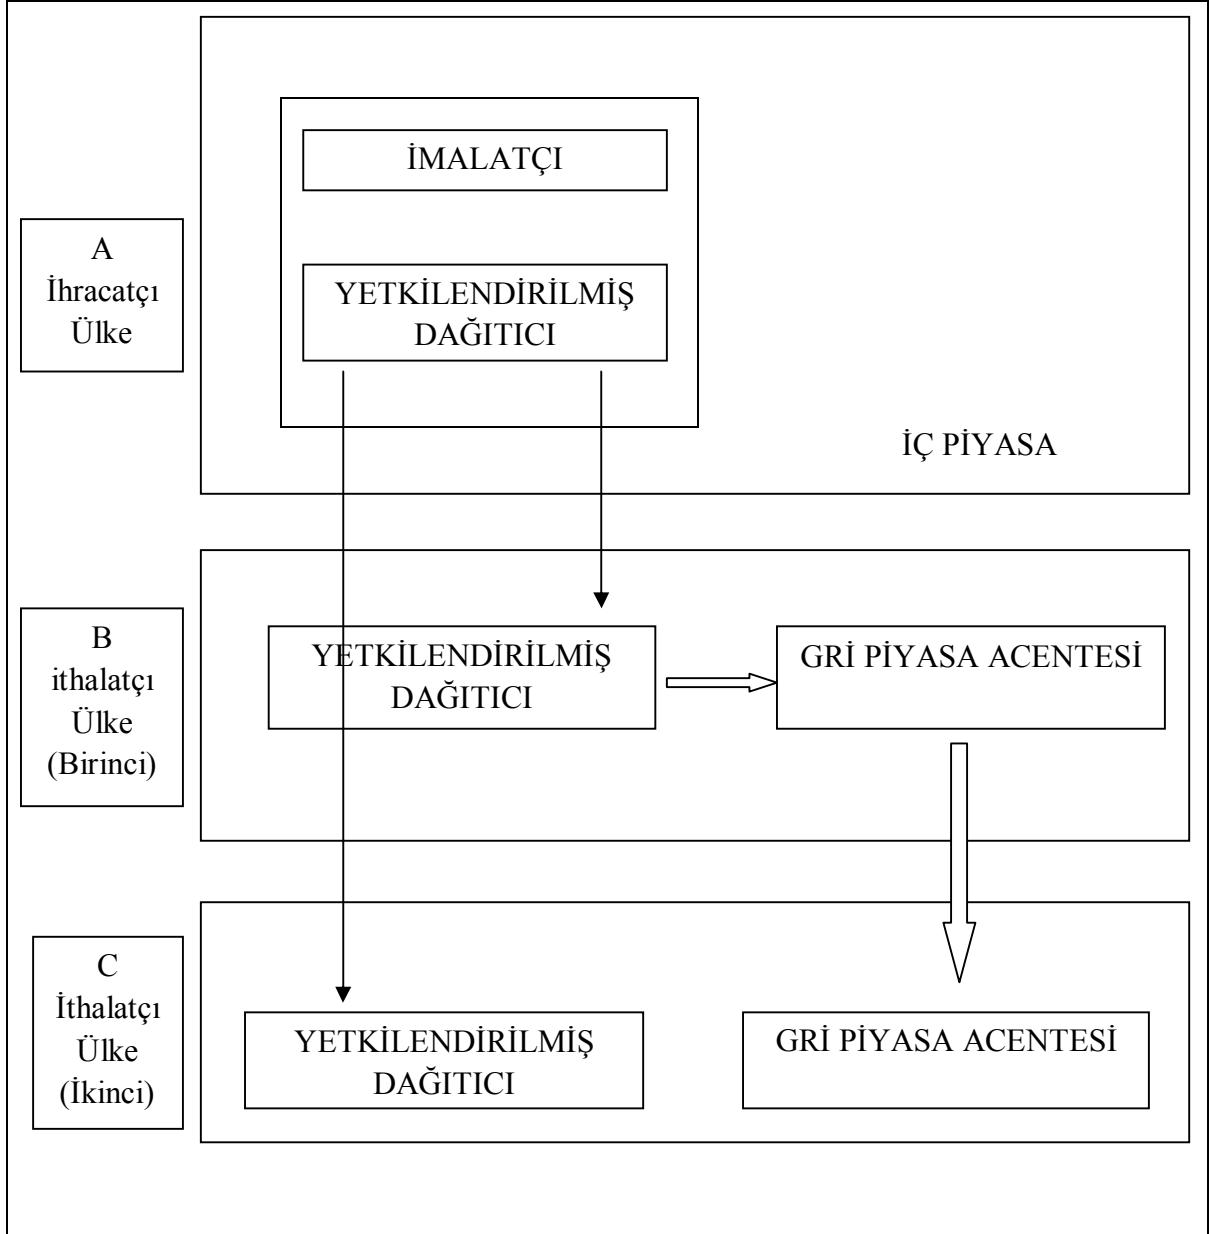 İMALATÇI
A
İhracatçı
Ülke
YETKİLENDİRİLMİŞ
DAĞITICI
İÇ PİYASA
B
ithalatçı
Ülke
(Birinci)
YETKİLENDİRİLMİŞ
DAĞITICI
GRİ PİYASA ACENTESİ
C
İthalatçı
Ülke
(İkinci)
YETKİLENDİRİLMİŞ
DAĞITICI
GRİ PİYASA ACENTESİ